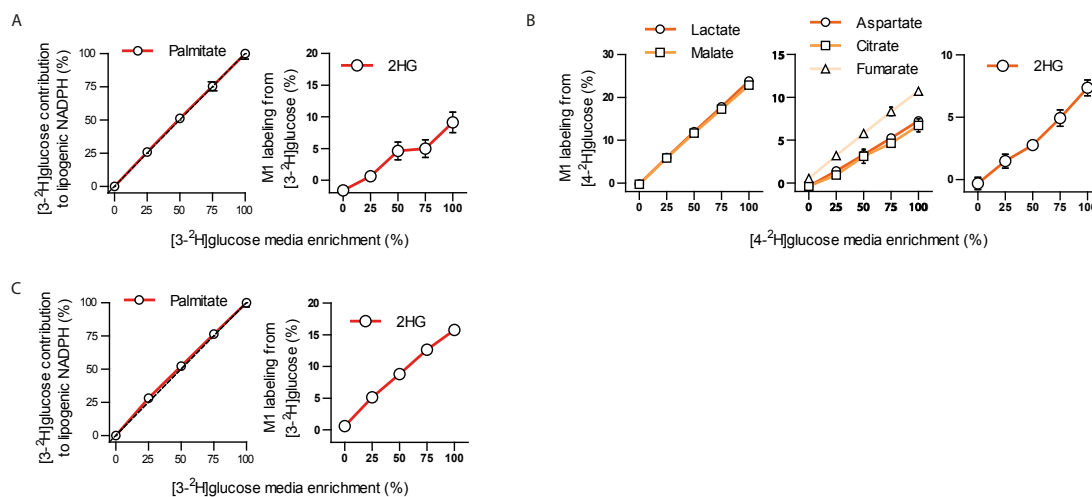 A
[3-²H]glucose contribution
to lipogenic NADPH (%)
100
75
50
25
0
Palmitate
0 25 50 75 100
M1 labeling from
[3-²H]glucose (%)
20
15
10
5
0
2HG
0 25 50 75 100
[3-²H]glucose media enrichment (%)
B
M1 labeling from
[4-²H]glucose (%)
Lactate
Malate
30
20
10
0
0 25 50 75 100
Aspartate
Citrate
Fumarate
15
10
5
0
0 25 50 75 100
2HG
10
5
0
0 25 50 75 100
[4-²H]glucose media enrichment (%)
C
[3-²H]glucose contribution
to lipogenic NADPH (%)
100
75
50
25
0
Palmitate
0 25 50 75 100
M1 labeling from
[3-²H]glucose (%)
20
15
10
5
0
2HG
0 25 50 75 100
[3-²H]glucose media enrichment (%)